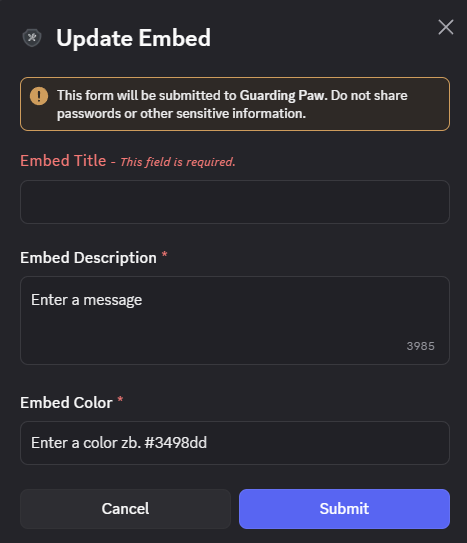 Update Embed
This form will be submitted to Guarding Paw. Do not share
passwords or other sensitive information.
Embed Title - This field is required.
Embed Description *
Enter a message
3985
Embed Color *
Enter a color zb. #3498dd
Cancel
Submit